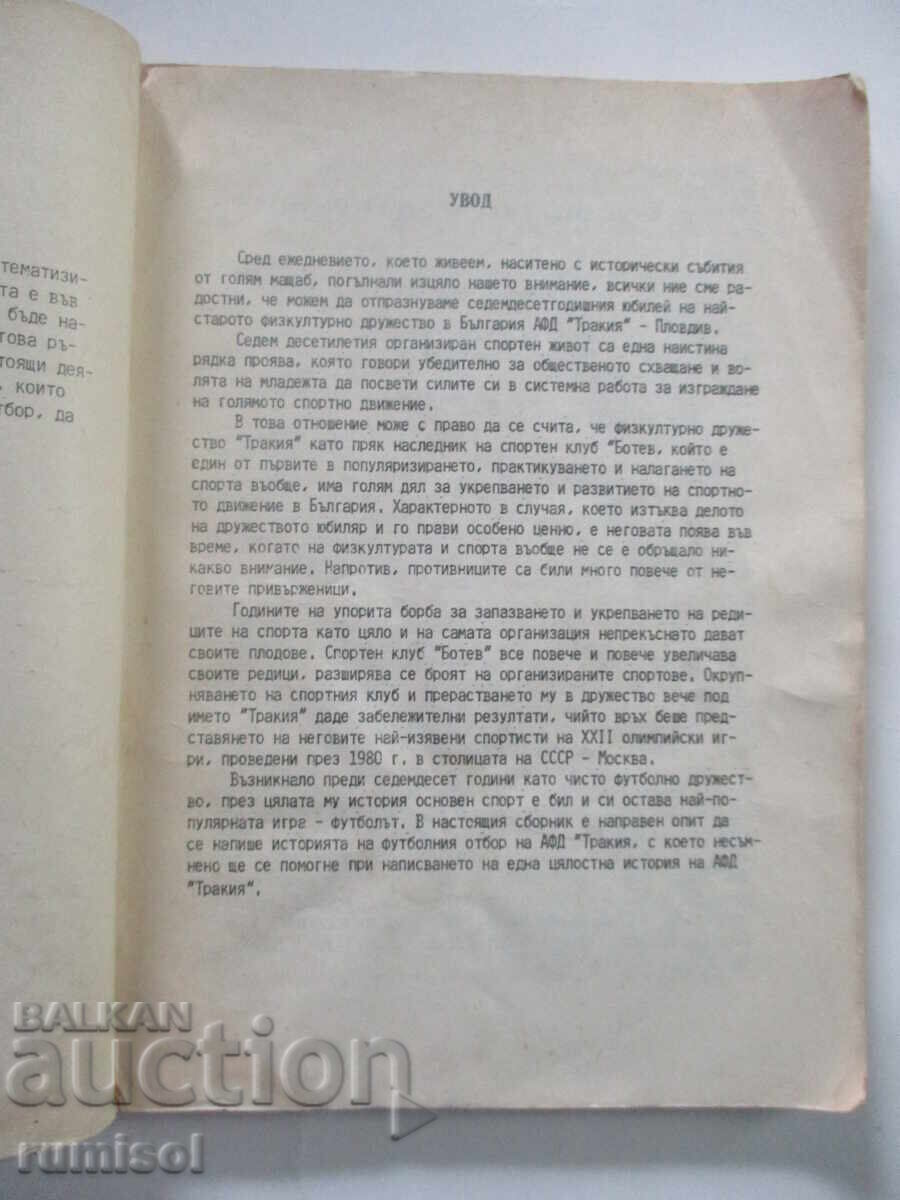 тематизи-
та е във
бъде на-
това ръ-
тоящи дея-
, които
тбор, да
УВОД
Сред ежедневието, което живеем, наситено с исторически събития
от голям мащаб, погълнали изцяло нашето внимание, всички ние сме ра-
достни, че можем да отпразнуваме седемдесетгодишния юбилей на най-
старото физкултурно дружество в България АФД "Тракия" - Пловдив.
Седем десетилетия организиран спортен живот са една наистина
рядка проява, която говори убедително за общественото схващане и во-
лята на младежта да посвети силите си в системна работа за изграждане
на голямото спортно движение.
В това отношение може с право да се счита, че физкултурно друже-
ство "Тракия" като пряк наследник на спортен клуб "Ботев, който е
един от първите в популяризирането, практикуването и налагането на
спорта въобще, има голям дял за укрепването и развитието на спортно-
то движение в България. Характерното в случая, което изтъква делото
на дружеството юбиляр и го прави особено ценно, е неговата поява във
време, когато на физкултурата и спорта въобще не се е обръщало ни-
какво внимание. Напротив, противниците са били много повече от не-
говите привърженици.
Годините на упорита борба за запазването и укрепването на реди-
ците на спорта като цяло и на самата организация непрекъснато дават
своите плодове. Спортен клуб "Ботев" все повече и повече увеличава
своите редици, разширява се броят на организираните спортове. Окруп-
няването на спортния клуб и прерастването му в дружество вече под
името "Тракия" даде забележителни резултати, чийто връх беше пред-
ставянето на неговите най-изявени спортисти на XXII олимпийски иг-
ри, проведени през 1980 г. в столицата на СССР - Москва.
Възникнало преди седемдесет години като чисто футболно дружест-
во, през цялата му история основен спорт е бил и си остава най-по-
пулярната игра - футболът. В настоящия сборник е направен опит да
се напише историята на футболния отбор на АФД "Тракия, с което несъм-
нено ще се помогне при написването на една цялостна история на АФД
"Тракия".
BALKAN
auction
rumisol